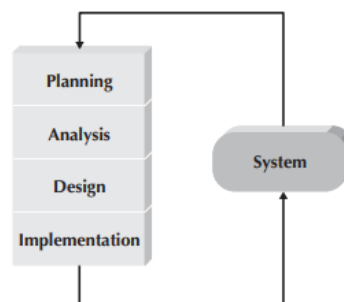 Planning
Analysis
System
Design
Implementation